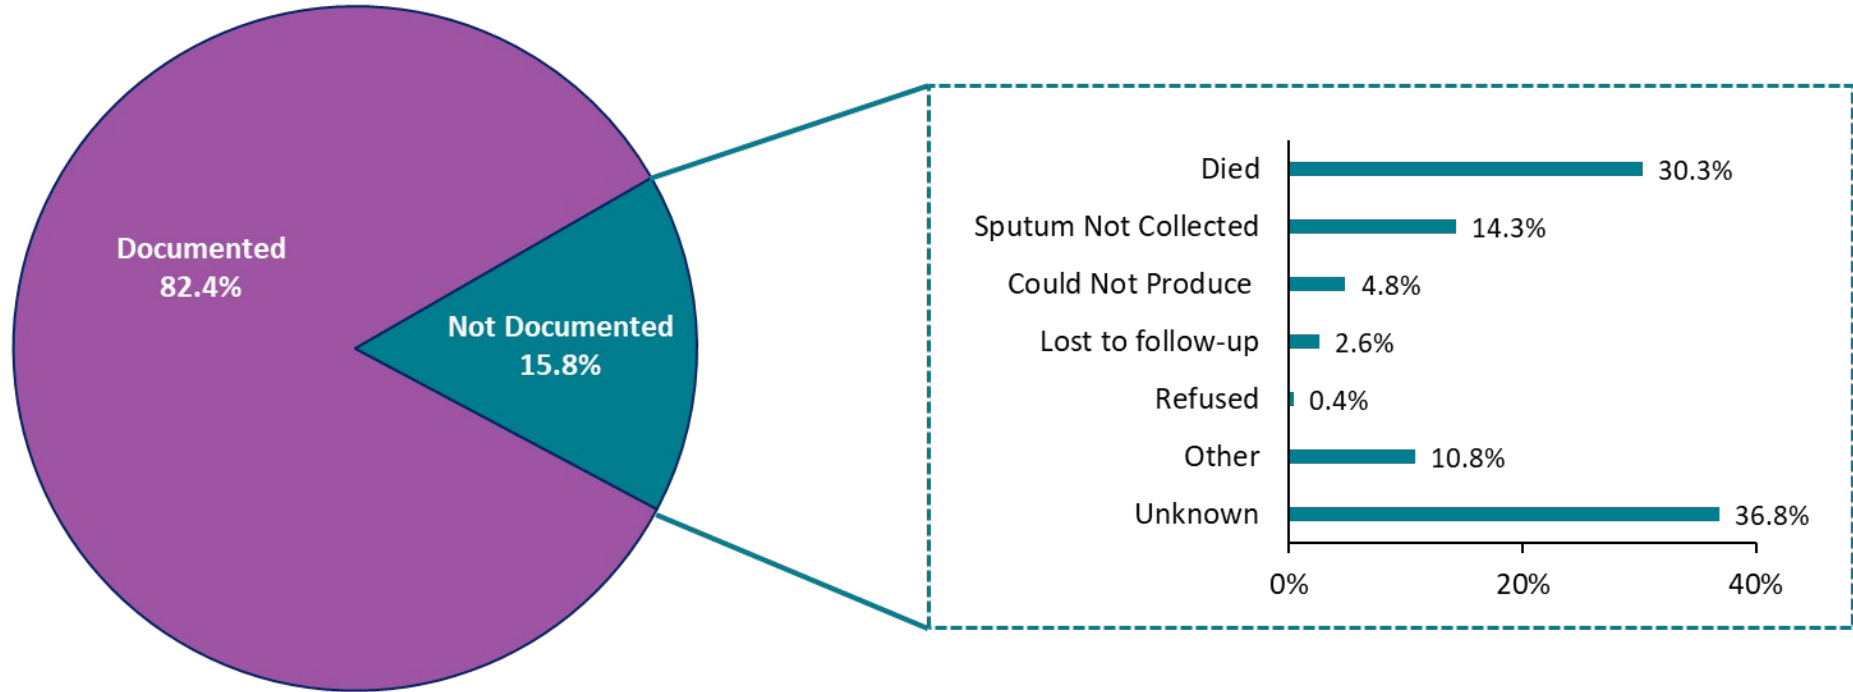 Documented
82.4%
Not Documented
15.8%
Died 30.3%
Sputum Not Collected 14.3%
Could Not Produce 4.8%
Lost to follow-up 2.6%
Refused 0.4%
Other 10.8%
Unknown 36.8%
0% 20% 40%